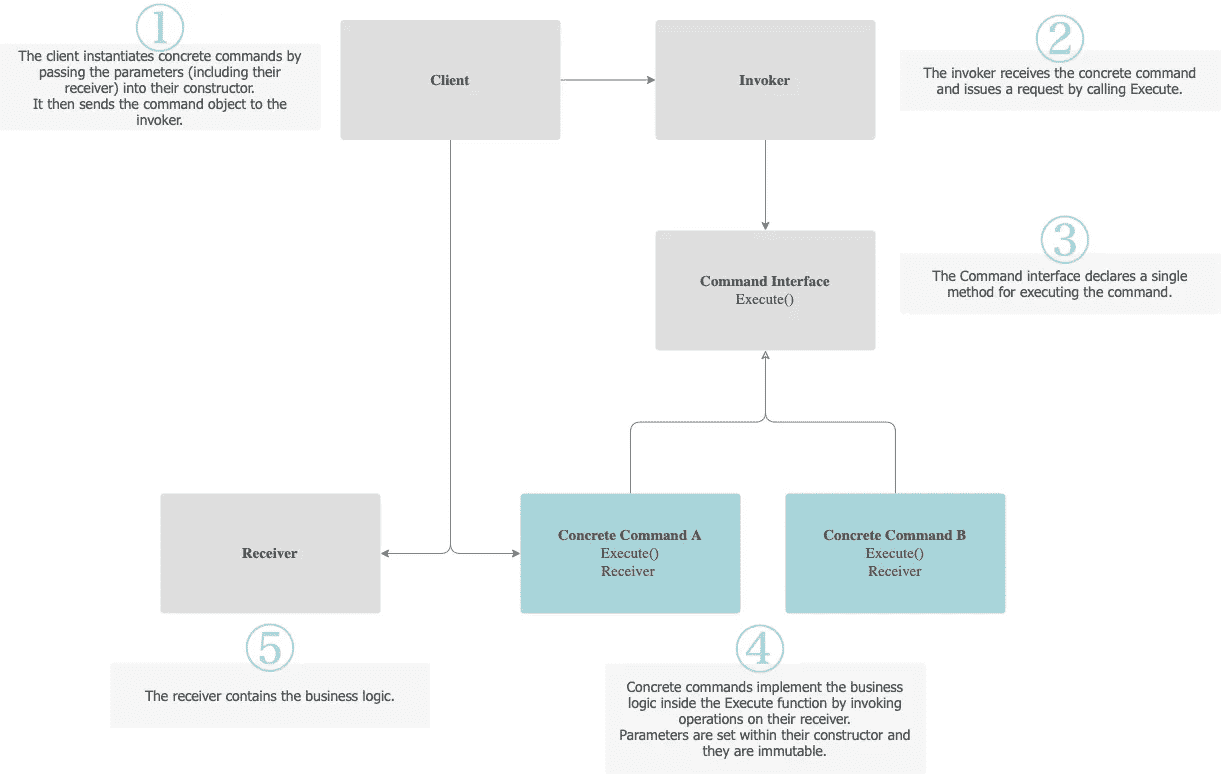 1
The client instantiates concrete commands by
passing the parameters (including their
receiver) into their constructor.
It then sends the command object to the
invoker.
Client
Invoker
2
The invoker receives the concrete command
and issues a request by calling Execute.
Command Interface
Execute()
3
The Command interface declares a single
method for executing the command.
Receiver
Concrete Command A
Execute()
Receiver
Concrete Command B
Execute()
Receiver
5
The receiver contains the business logic.
4
Concrete commands implement the business
logic inside the Execute function by invoking
operations on their receiver.
Parameters are set within their constructor and
they are immutable.